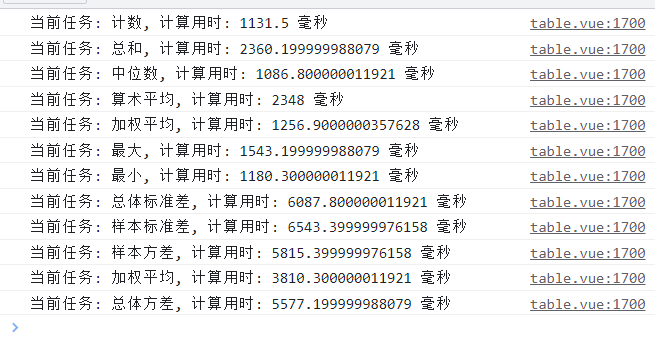 当前任务: 计数, 计算用时: 1131.5 毫秒 table.vue:1700
当前任务: 总和, 计算用时: 2360.199999988079 毫秒 table.vue:1700
当前任务: 中位数, 计算用时: 1086.800000011921 毫秒 table.vue:1700
当前任务: 算术平均, 计算用时: 2348 毫秒 table.vue:1700
当前任务: 加权平均, 计算用时: 1256.9000000357628 毫秒 table.vue:1700
当前任务: 最大, 计算用时: 1543.199999988079 毫秒 table.vue:1700
当前任务: 最小, 计算用时: 1180.300000011921 毫秒 table.vue:1700
当前任务: 总体标准差, 计算用时: 6087.800000011921 毫秒 table.vue:1700
当前任务: 样本标准差, 计算用时: 6543.399999976158 毫秒 table.vue:1700
当前任务: 样本方差, 计算用时: 5815.399999976158 毫秒 table.vue:1700
当前任务: 加权平均, 计算用时: 3810.300000011921 毫秒 table.vue:1700
当前任务: 总体方差, 计算用时: 5577.199999988079 毫秒 table.vue:1700